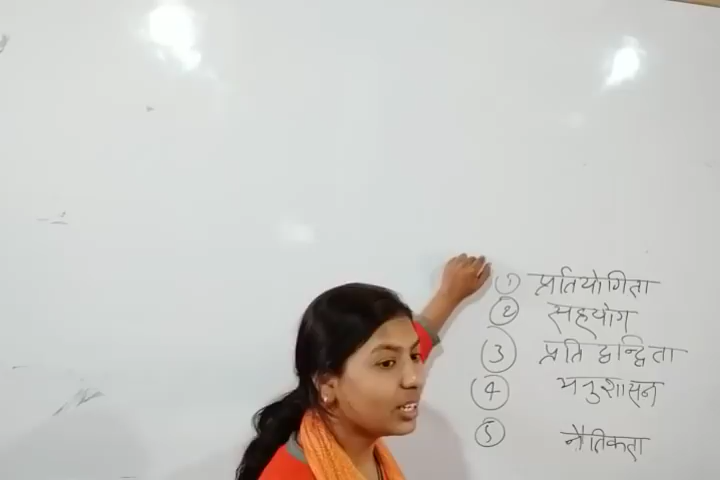 ① प्रतियोगिता
② सहयोग
③ प्रति द्वन्द्विता
④ अनुशासन
⑤ नैतिकता